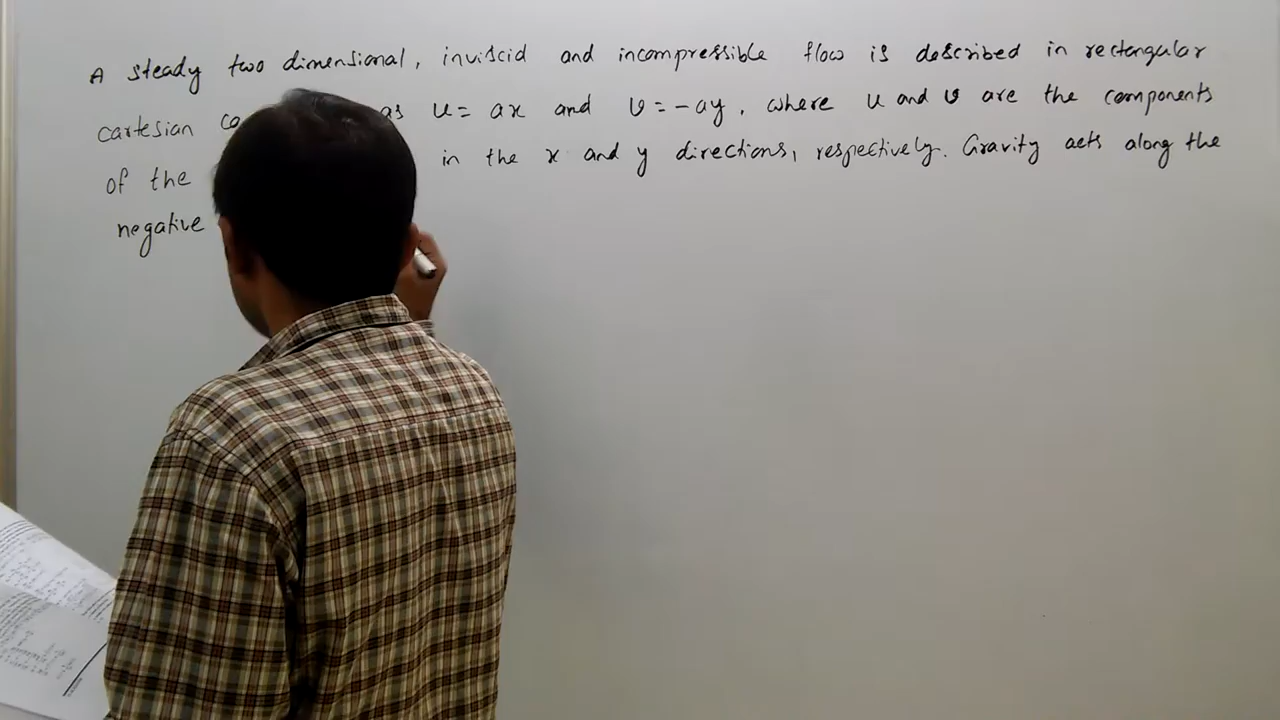 A steady two dimensional, inviscid and incompressible flow is described in rectangular
cartesian as u = ax and v = -ay, where u and v are the components
of the in the x and y directions, respectively. Gravity acts along the
negative